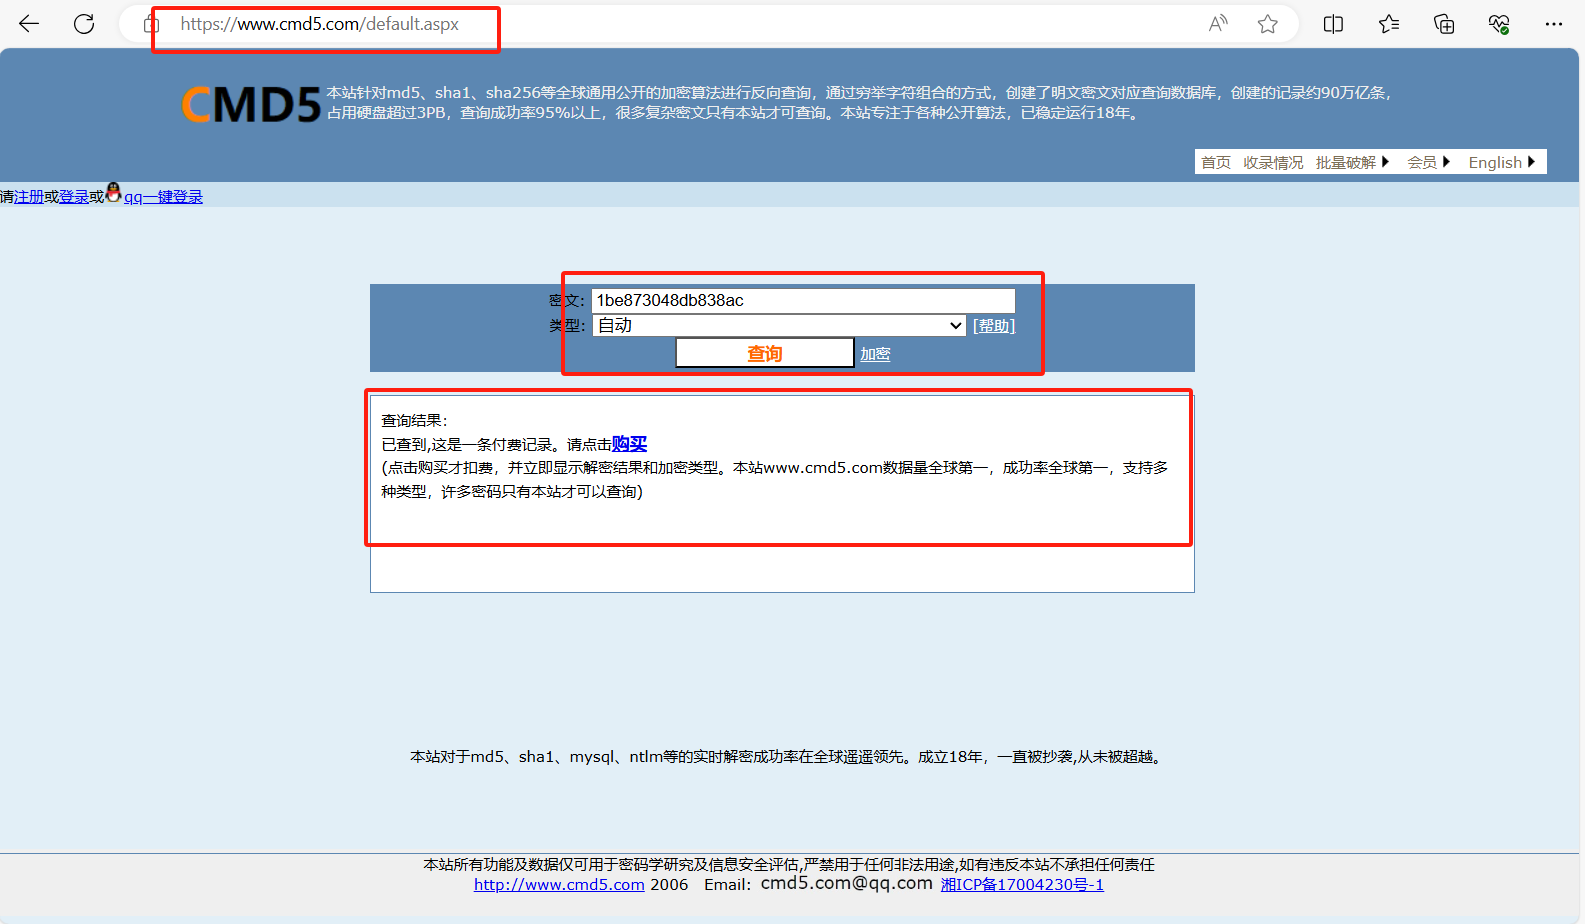 https://www.cmd5.com/default.aspx
CMD5
本站针对md5、sha1、sha256等全球通用公开的加密算法进行反向查询，通过穷举字符组合的方式，创建了明文密文对应查询数据库，创建的记录约90万亿条，
占用硬盘超过3PB，查询成功率95%以上，很多复杂密文只有本站才可查询。本站专注于各种公开算法，已稳定运行18年。
首页 收录情况 批量破解 会员 English
请注册或登录或qq一键登录
密文： 1be873048db838ac
类型： 自动 [帮助]
查询 加密
查询结果：
已查到,这是一条付费记录。请点击购买
(点击购买才扣费，并立即显示解密结果和加密类型。本站www.cmd5.com数据量全球第一，成功率全球第一，支持多
种类型，许多密码只有本站才可以查询)
本站对于md5、sha1、mysql、ntlm等的实时解密成功率在全球遥遥领先。成立18年，一直被抄袭,从未被超越。
本站所有功能及数据仅可用于密码学研究及信息安全评估,严禁用于任何非法用途,如有违反本站不承担任何责任
http://www.cmd5.com 2006 Email: cmd5.com@qq.com 湘ICP备17004230号-1